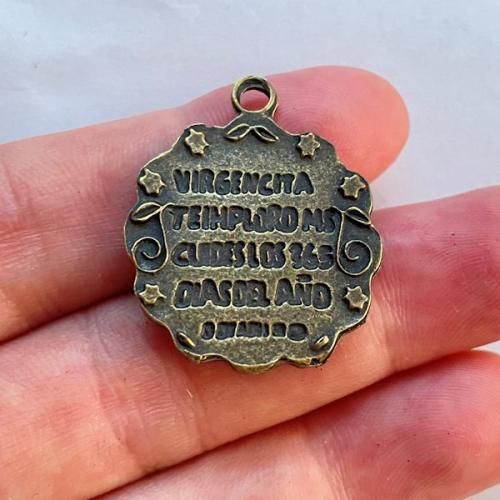 VIRGENCITA
TE IMPLORO MS
CUIDES LOS 365
DIAS DEL AÑO